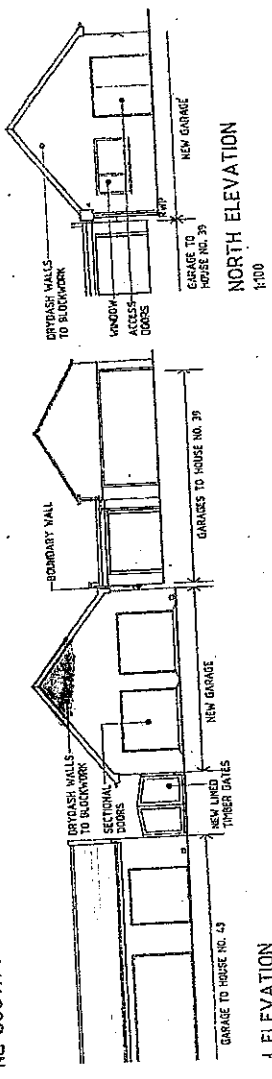 DRYDASH WALLS
TO BLOCKWORK
SECTIONAL
DOORS
BOUNDARY WALL
GARAGE TO HOUSE NO. 43
NEW LINED
TIMBER GATES
NEW GARAGE
GARAGES TO HOUSE NO. 39
ELEVATION
DRYDASH WALLS
TO BLOCKWORK
WINDOW
ACCESS
DOORS
RWP
GARAGE TO
HOUSE NO. 39
NEW GARAGE
NORTH ELEVATION
1:100